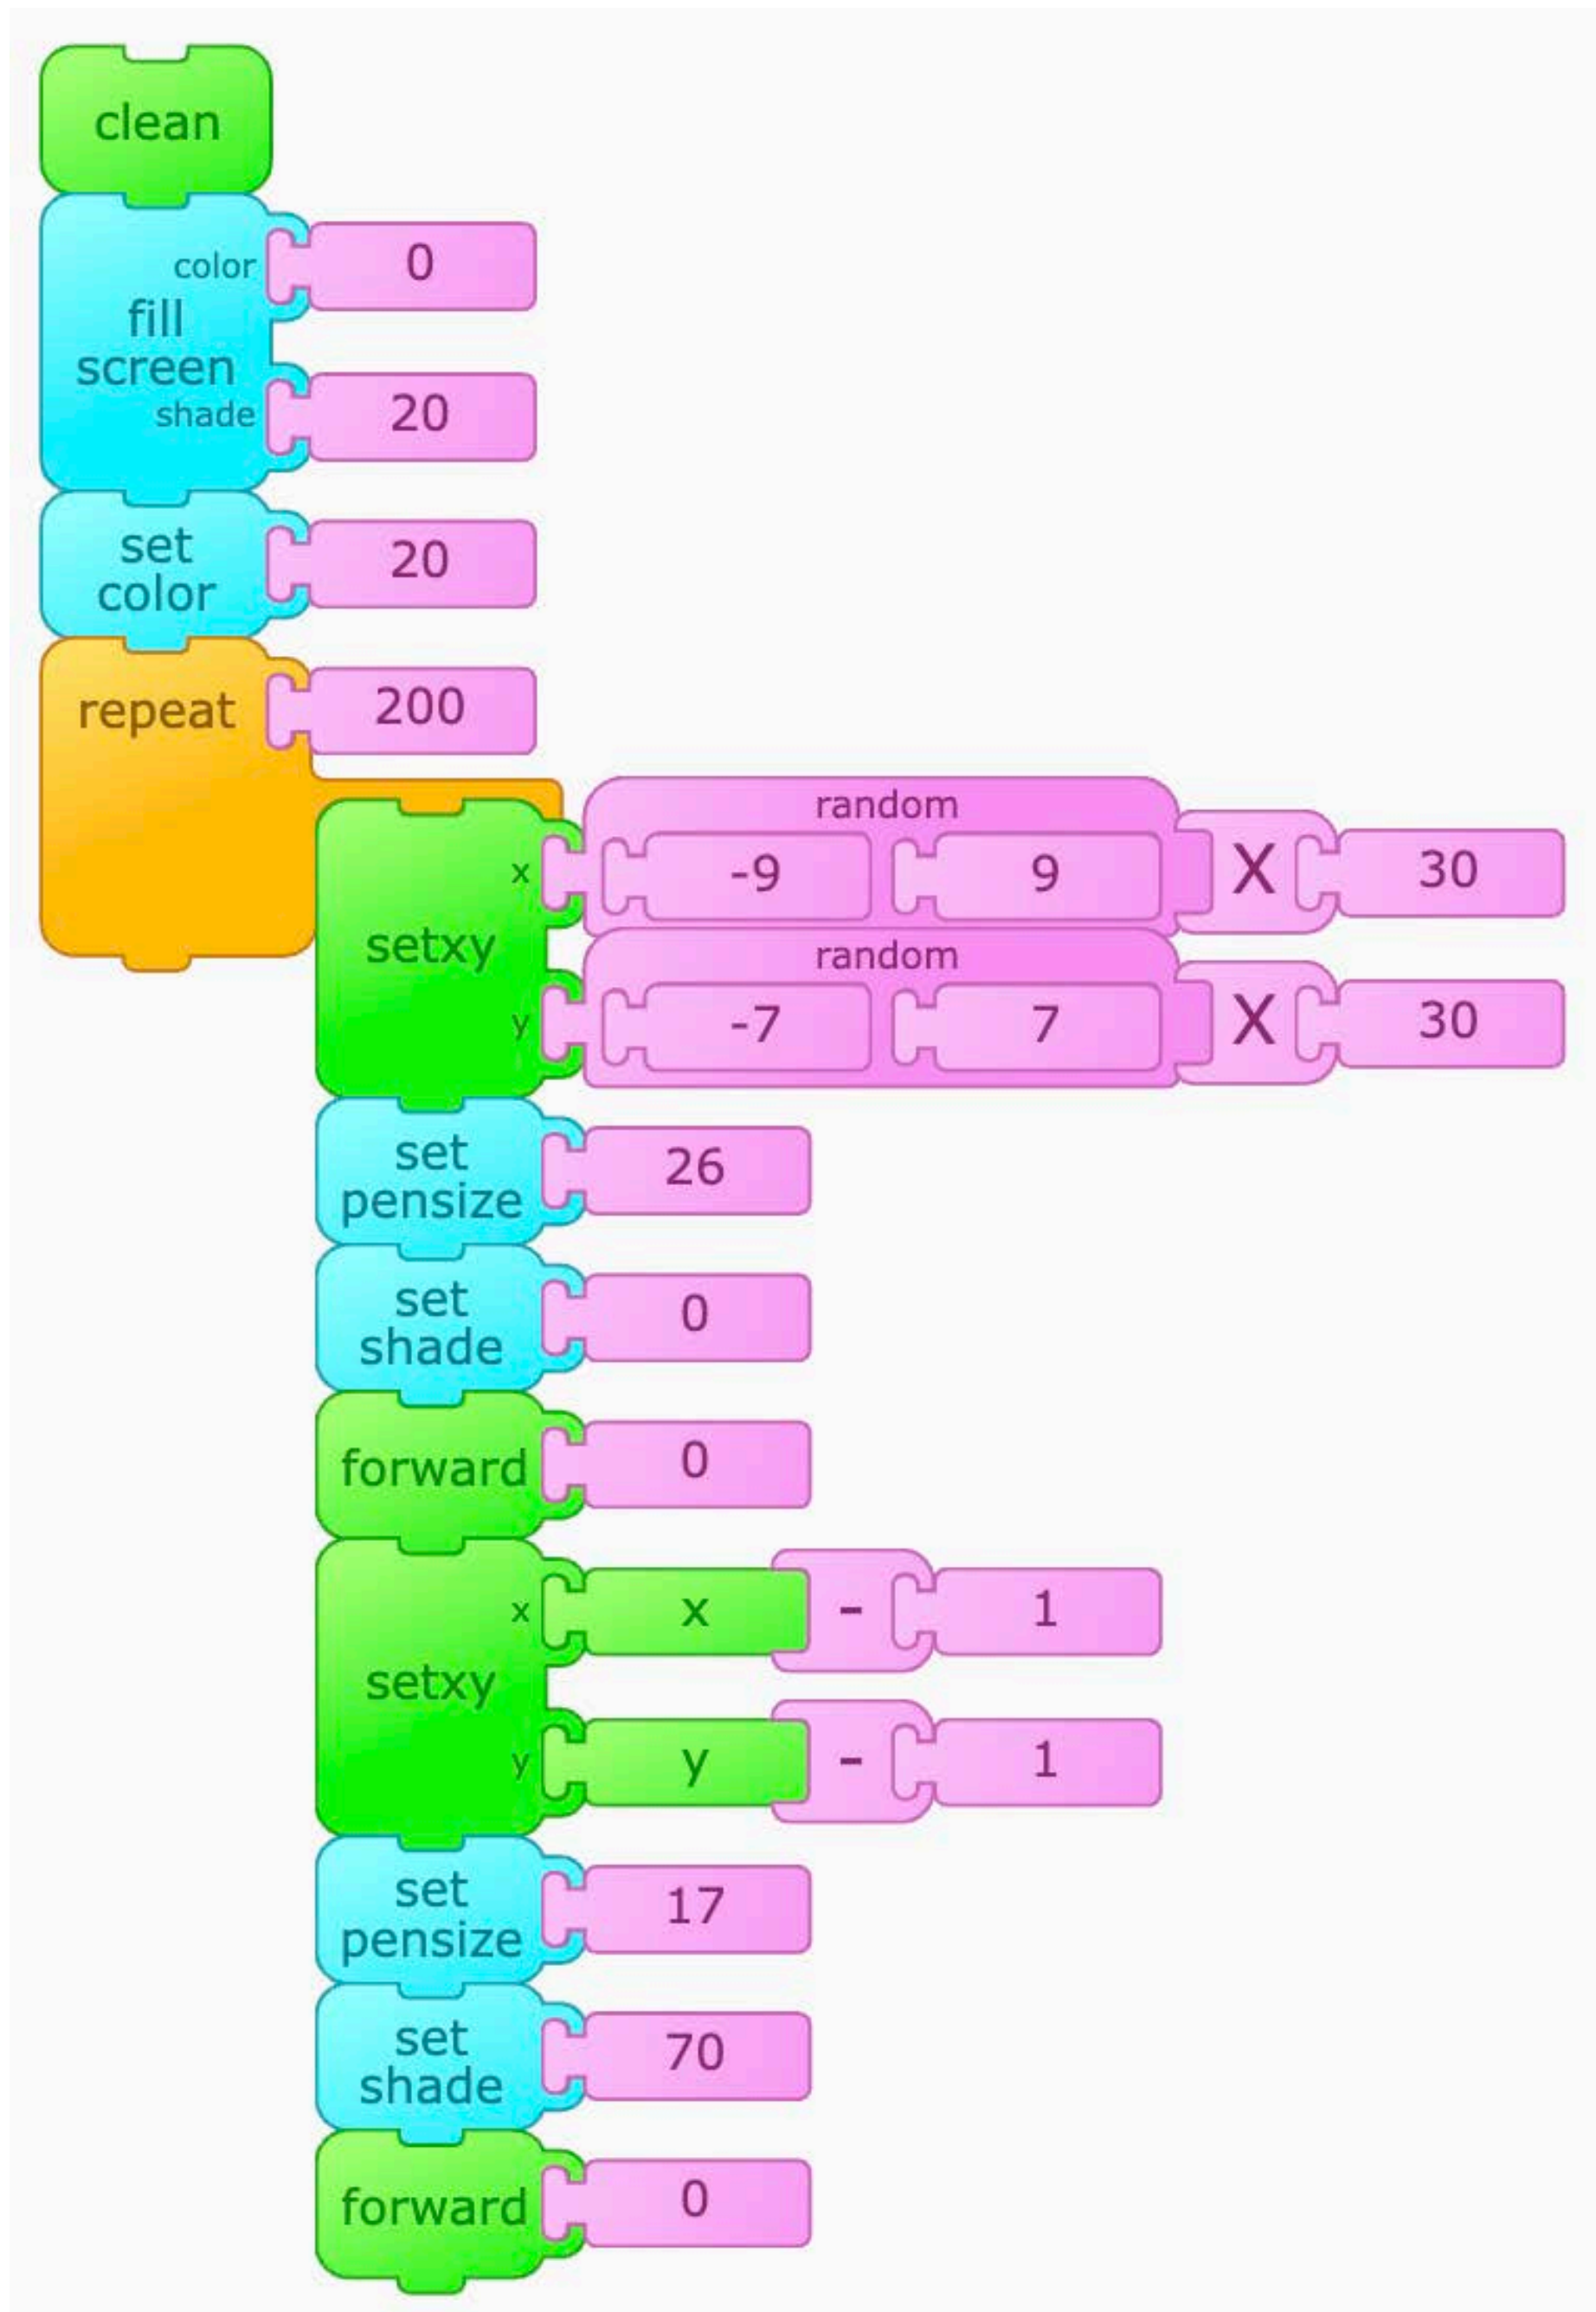 clean
color 0
fill
screen
shade 20
set
color 20
repeat 200
random
x -9 9 X 30
setxy
random
y -7 7 X 30
set
pensize 26
set
shade 0
forward 0
x x - 1
setxy
y y - 1
set
pensize 17
set
shade 70
forward 0